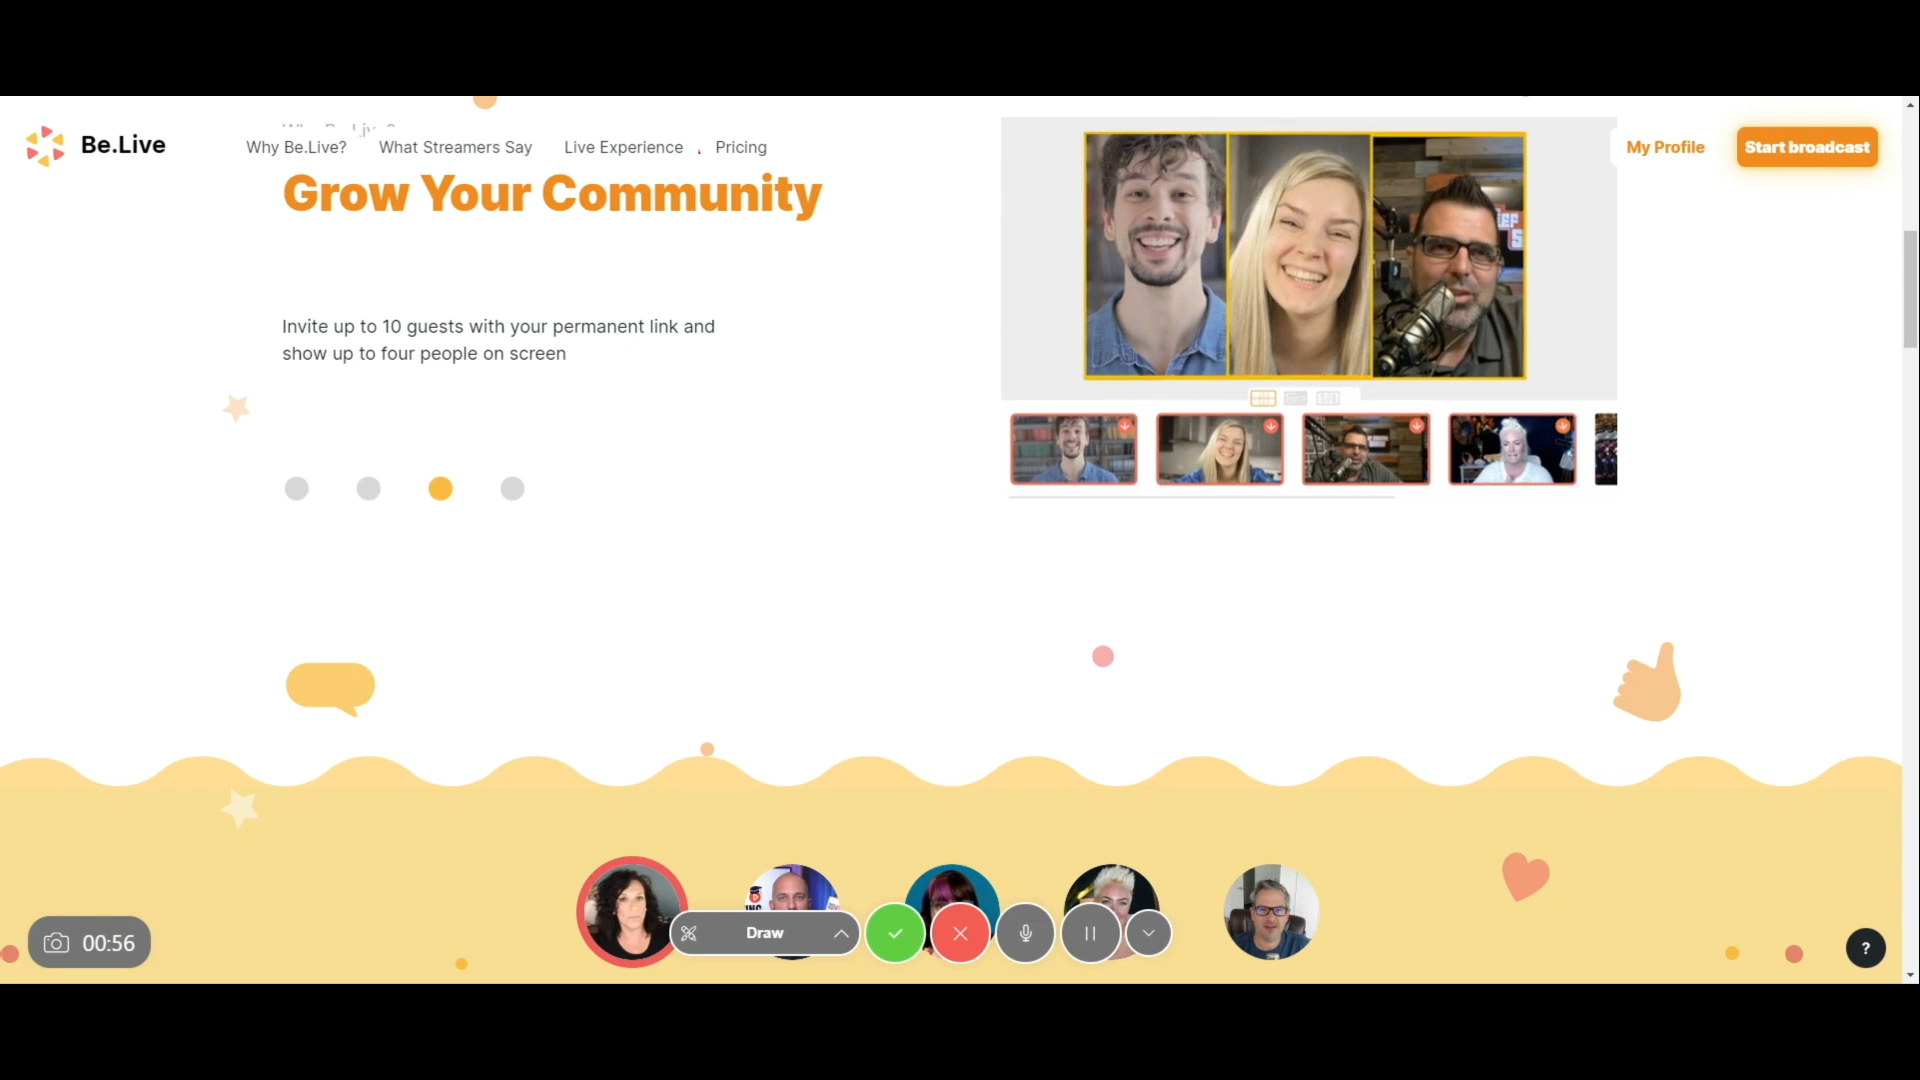 Be.Live
Why Be.Live?
What Streamers Say
Live Experience
Pricing
My Profile
Start broadcast
Grow Your Community
Invite up to 10 guests with your permanent link and
show up to four people on screen
00:56
Draw
?